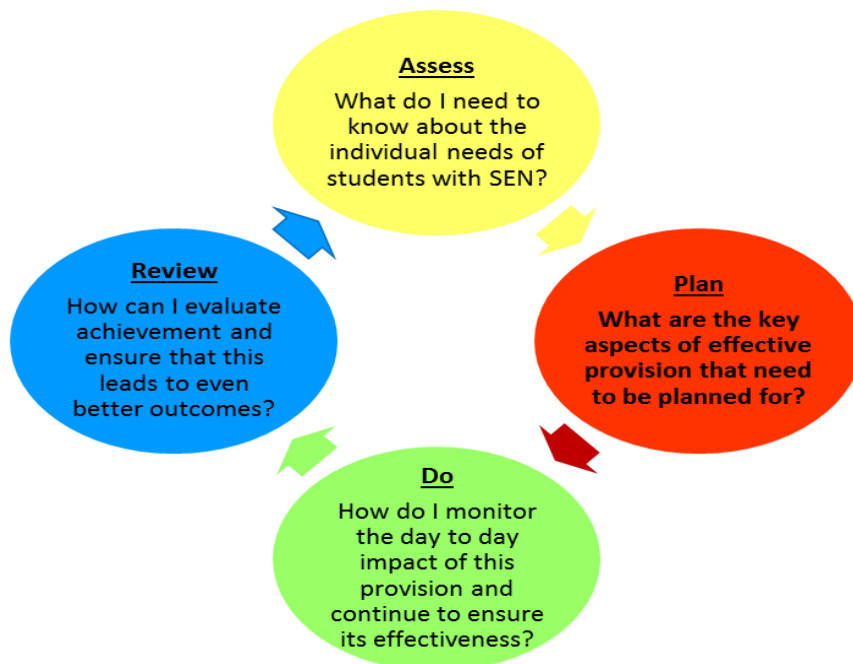 Assess
What do I need to
know about the
individual needs of
students with SEN?
Plan
What are the key
aspects of effective
provision that need
to be planned for?
Do
How do I monitor
the day to day
impact of this
provision and
continue to ensure
its effectiveness?
Review
How can I evaluate
achievement and
ensure that this
leads to even
better outcomes?